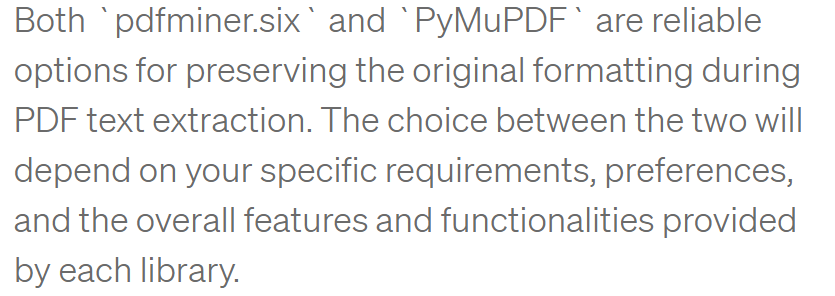 Both `pdfminer.six` and `PyMuPDF` are reliable
options for preserving the original formatting during
PDF text extraction. The choice between the two will
depend on your specific requirements, preferences,
and the overall features and functionalities provided
by each library.